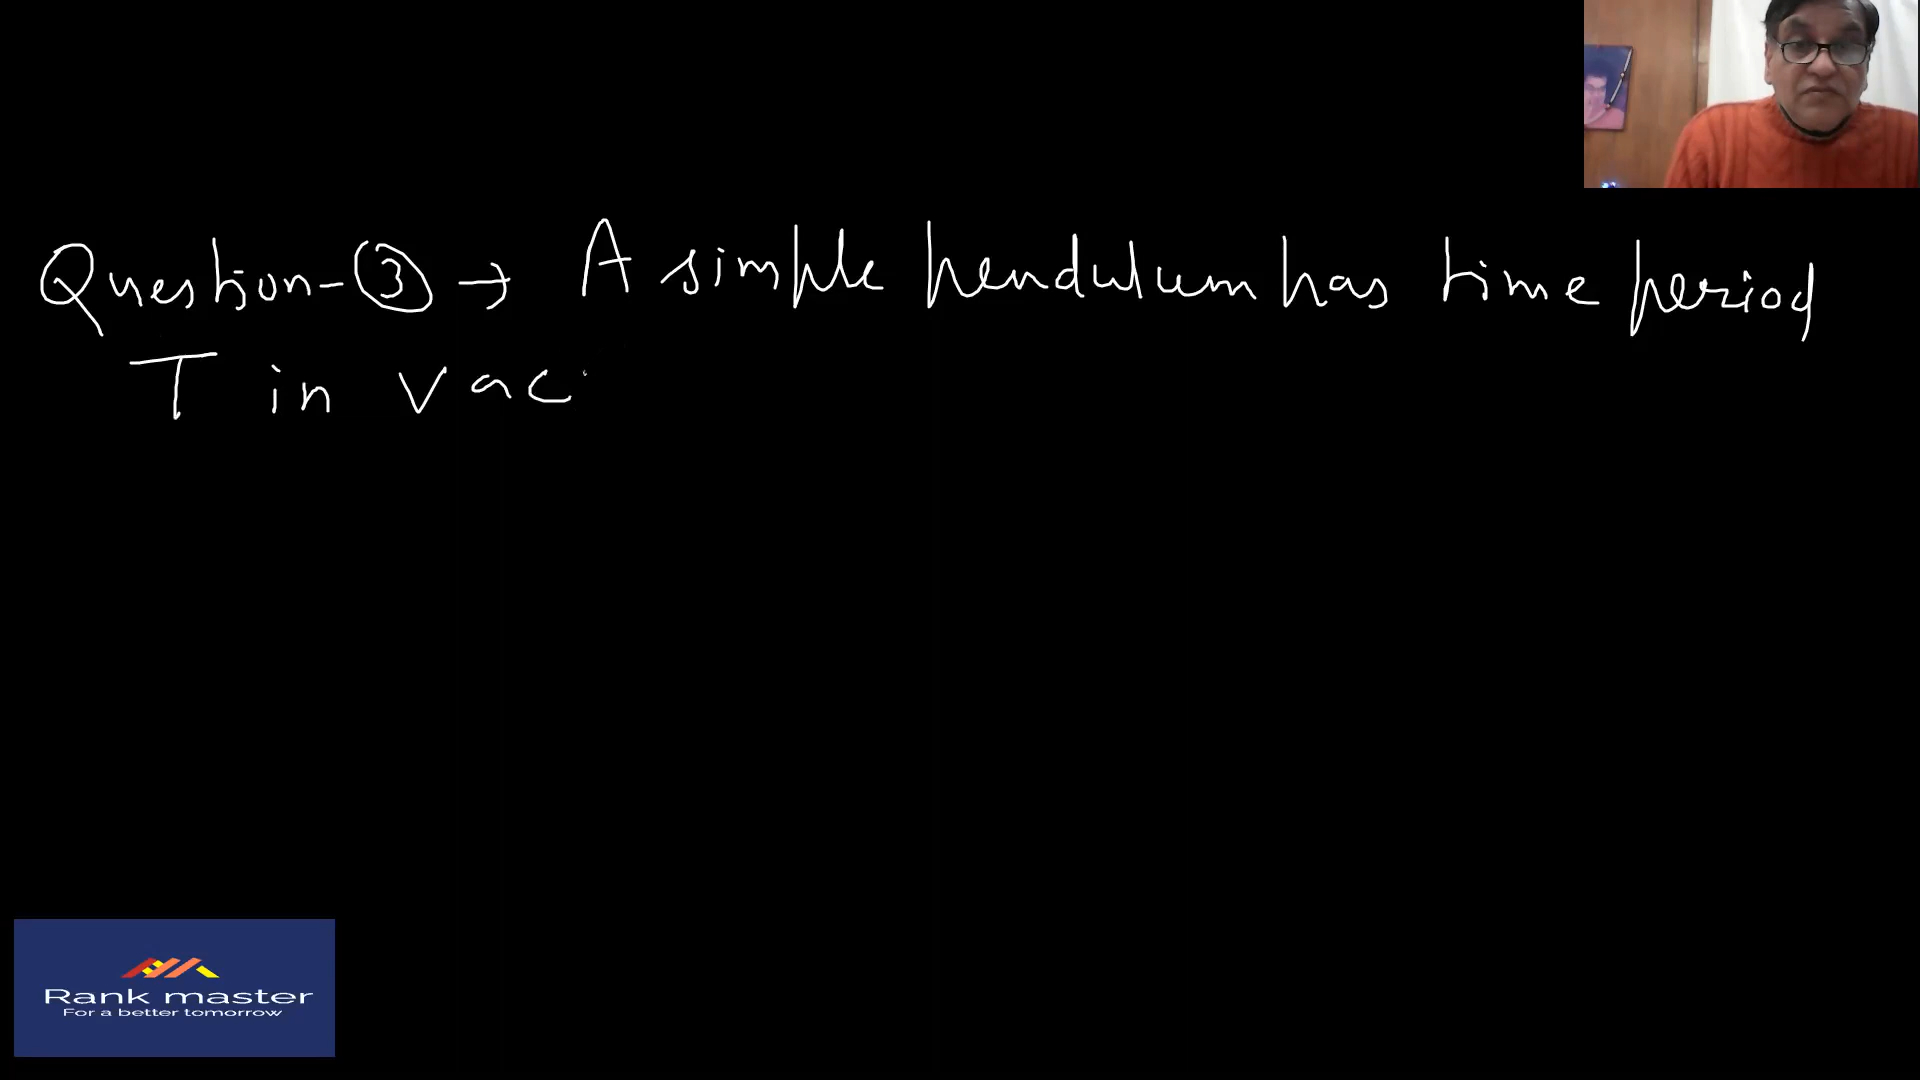 Question-③ → A simple pendulum has time period
T in vac
Rank master
For a better tomorrow